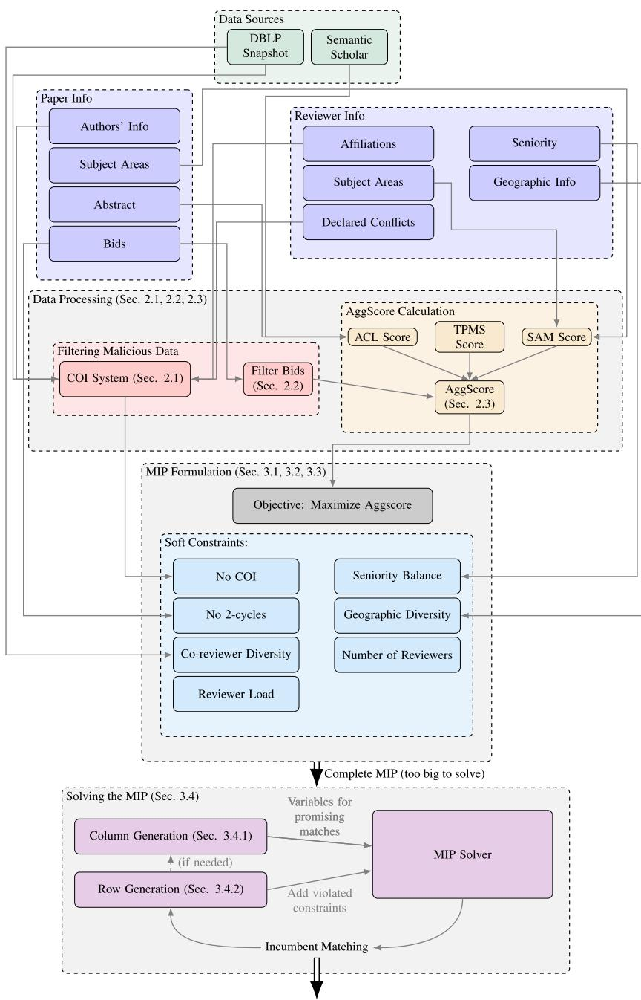 Data Sources
DBLP
Snapshot
Semantic
Scholar
Paper Info
Authors' Info
Subject Areas
Abstract
Bids
Reviewer Info
Affiliations
Subject Areas
Declared Conflicts
Seniority
Geographic Info
Data Processing (Sec. 2.1, 2.2, 2.3)
Filtering Malicious Data
COI System (Sec. 2.1)
Filter Bids
(Sec. 2.2)
AggScore Calculation
ACL Score
TPMS
Score
SAM Score
AggScore
(Sec. 2.3)
MIP Formulation (Sec. 3.1, 3.2, 3.3)
Objective: Maximize Aggscore
Soft Constraints:
No COI
No 2-cycles
Co-reviewer Diversity
Reviewer Load
Seniority Balance
Geographic Diversity
Number of Reviewers
Complete MIP (too big to solve)
Solving the MIP (Sec. 3.4)
Column Generation (Sec. 3.4.1)
(if needed)
Row Generation (Sec. 3.4.2)
Variables for
promising
matches
Add violated
constraints
MIP Solver
Incumbent Matching